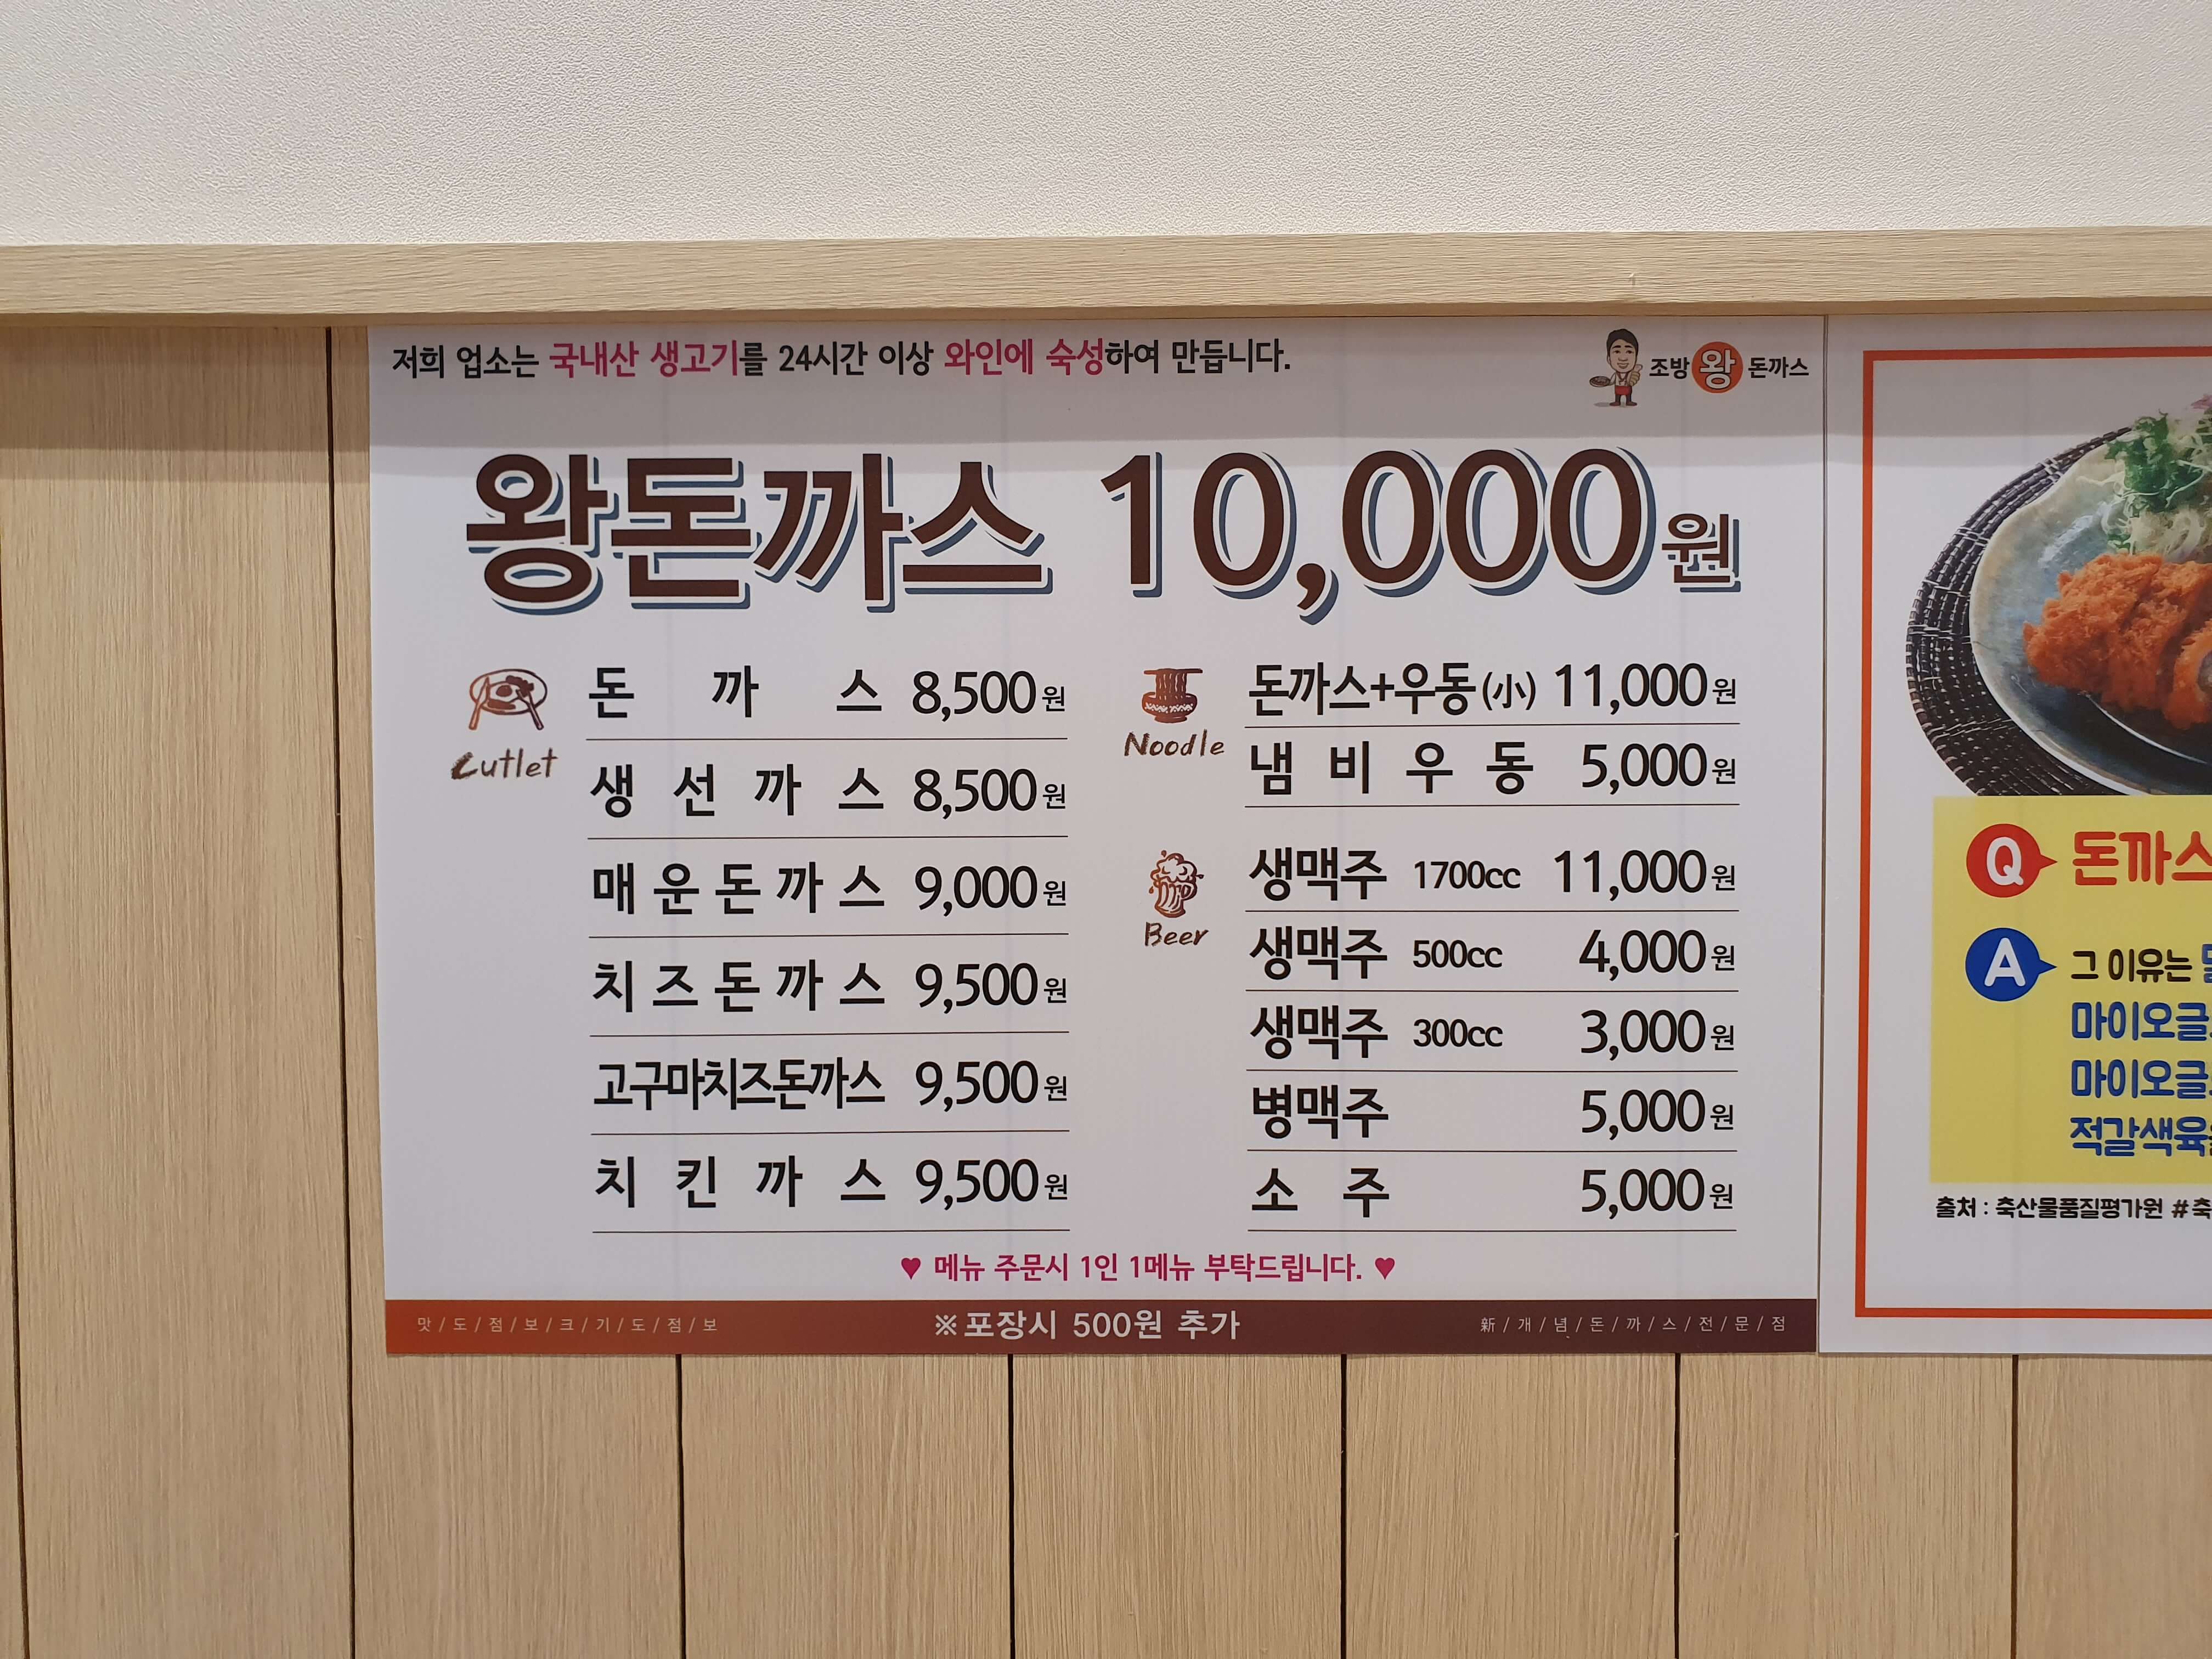 저희 업소는 국내산 생고기를 24시간 이상 와인에 숙성하여 만듭니다.
조방 왕 돈까스
왕돈까스 10,000원
Cutlet
돈까스 8,500원
생선까스 8,500원
매운돈까스 9,000원
치즈돈까스 9,500원
고구마치즈돈까스 9,500원
치킨까스 9,500원
Noodle
돈까스+우동(小) 11,000원
냄비우동 5,000원
Beer
생맥주 1700cc 11,000원
생맥주 500cc 4,000원
생맥주 300cc 3,000원
병맥주 5,000원
소주 5,000원
♥ 메뉴 주문시 1인 1메뉴 부탁드립니다. ♥
맛/도/점/보/크/기/도/점/보
※포장시 500원 추가
新/개/념/돈/까/스/전/문/점
Q 돈까스
A 그 이유는
마이오글
마이오글
적갈색육
출처 : 축산물품질평가원 #축